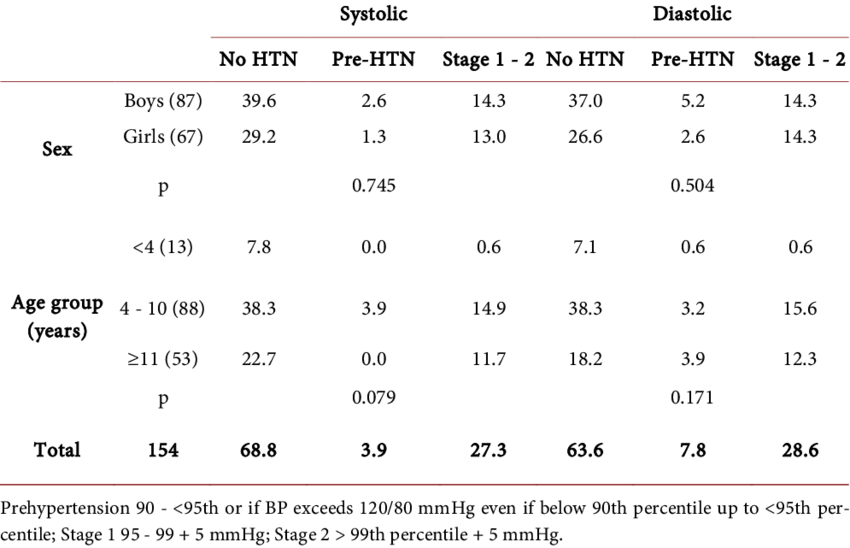 Systolic Diastolic
No HTN Pre-HTN Stage 1 - 2 No HTN Pre-HTN Stage 1 - 2
Boys (87) 39.6 2.6 14.3 37.0 5.2 14.3
Sex
Girls (67) 29.2 1.3 13.0 26.6 2.6 14.3
p 0.745 0.504
<4 (13) 7.8 0.0 0.6 7.1 0.6 0.6
Age group
(years)
4 - 10 (88) 38.3 3.9 14.9 38.3 3.2 15.6
≥11 (53) 22.7 0.0 11.7 18.2 3.9 12.3
p 0.079 0.171
Total 154 68.8 3.9 27.3 63.6 7.8 28.6
Prehypertension 90 - <95th or if BP exceeds 120/80 mmHg even if below 90th percentile up to <95th per-
centile; Stage 1 95 - 99 + 5 mmHg; Stage 2 > 99th percentile + 5 mmHg.